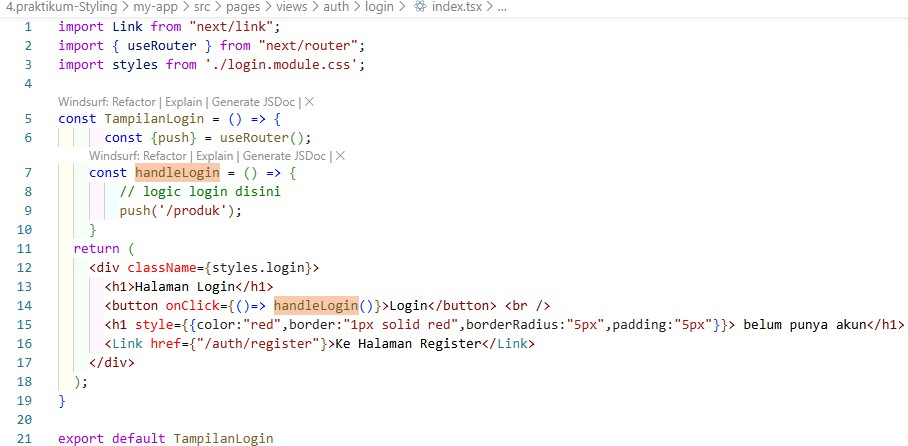 4.praktikum-Styling > my-app > src > pages > views > auth > login > index.tsx > ...
1 import Link from "next/link";
2 import { useRouter } from "next/router";
3 import styles from './login.module.css';
4
Windsurf: Refactor | Explain | Generate JSDoc | ×
5 const TampilanLogin = () => {
6 const {push} = useRouter();
Windsurf: Refactor | Explain | Generate JSDoc | ×
7 const handleLogin = () => {
8 // logic login disini
9 push('/produk');
10 }
11 return (
12 <div className={styles.login}>
13 <h1>Halaman Login</h1>
14 <button onClick={()=> handleLogin()}>Login</button> <br />
15 <h1 style={{color:"red",border:"1px solid red",borderRadius:"5px",padding:"5px"}}> belum punya akun</h1>
16 <Link href={"/auth/register"}>Ke Halaman Register</Link>
17 </div>
18 );
19 }
20
21 export default TampilanLogin